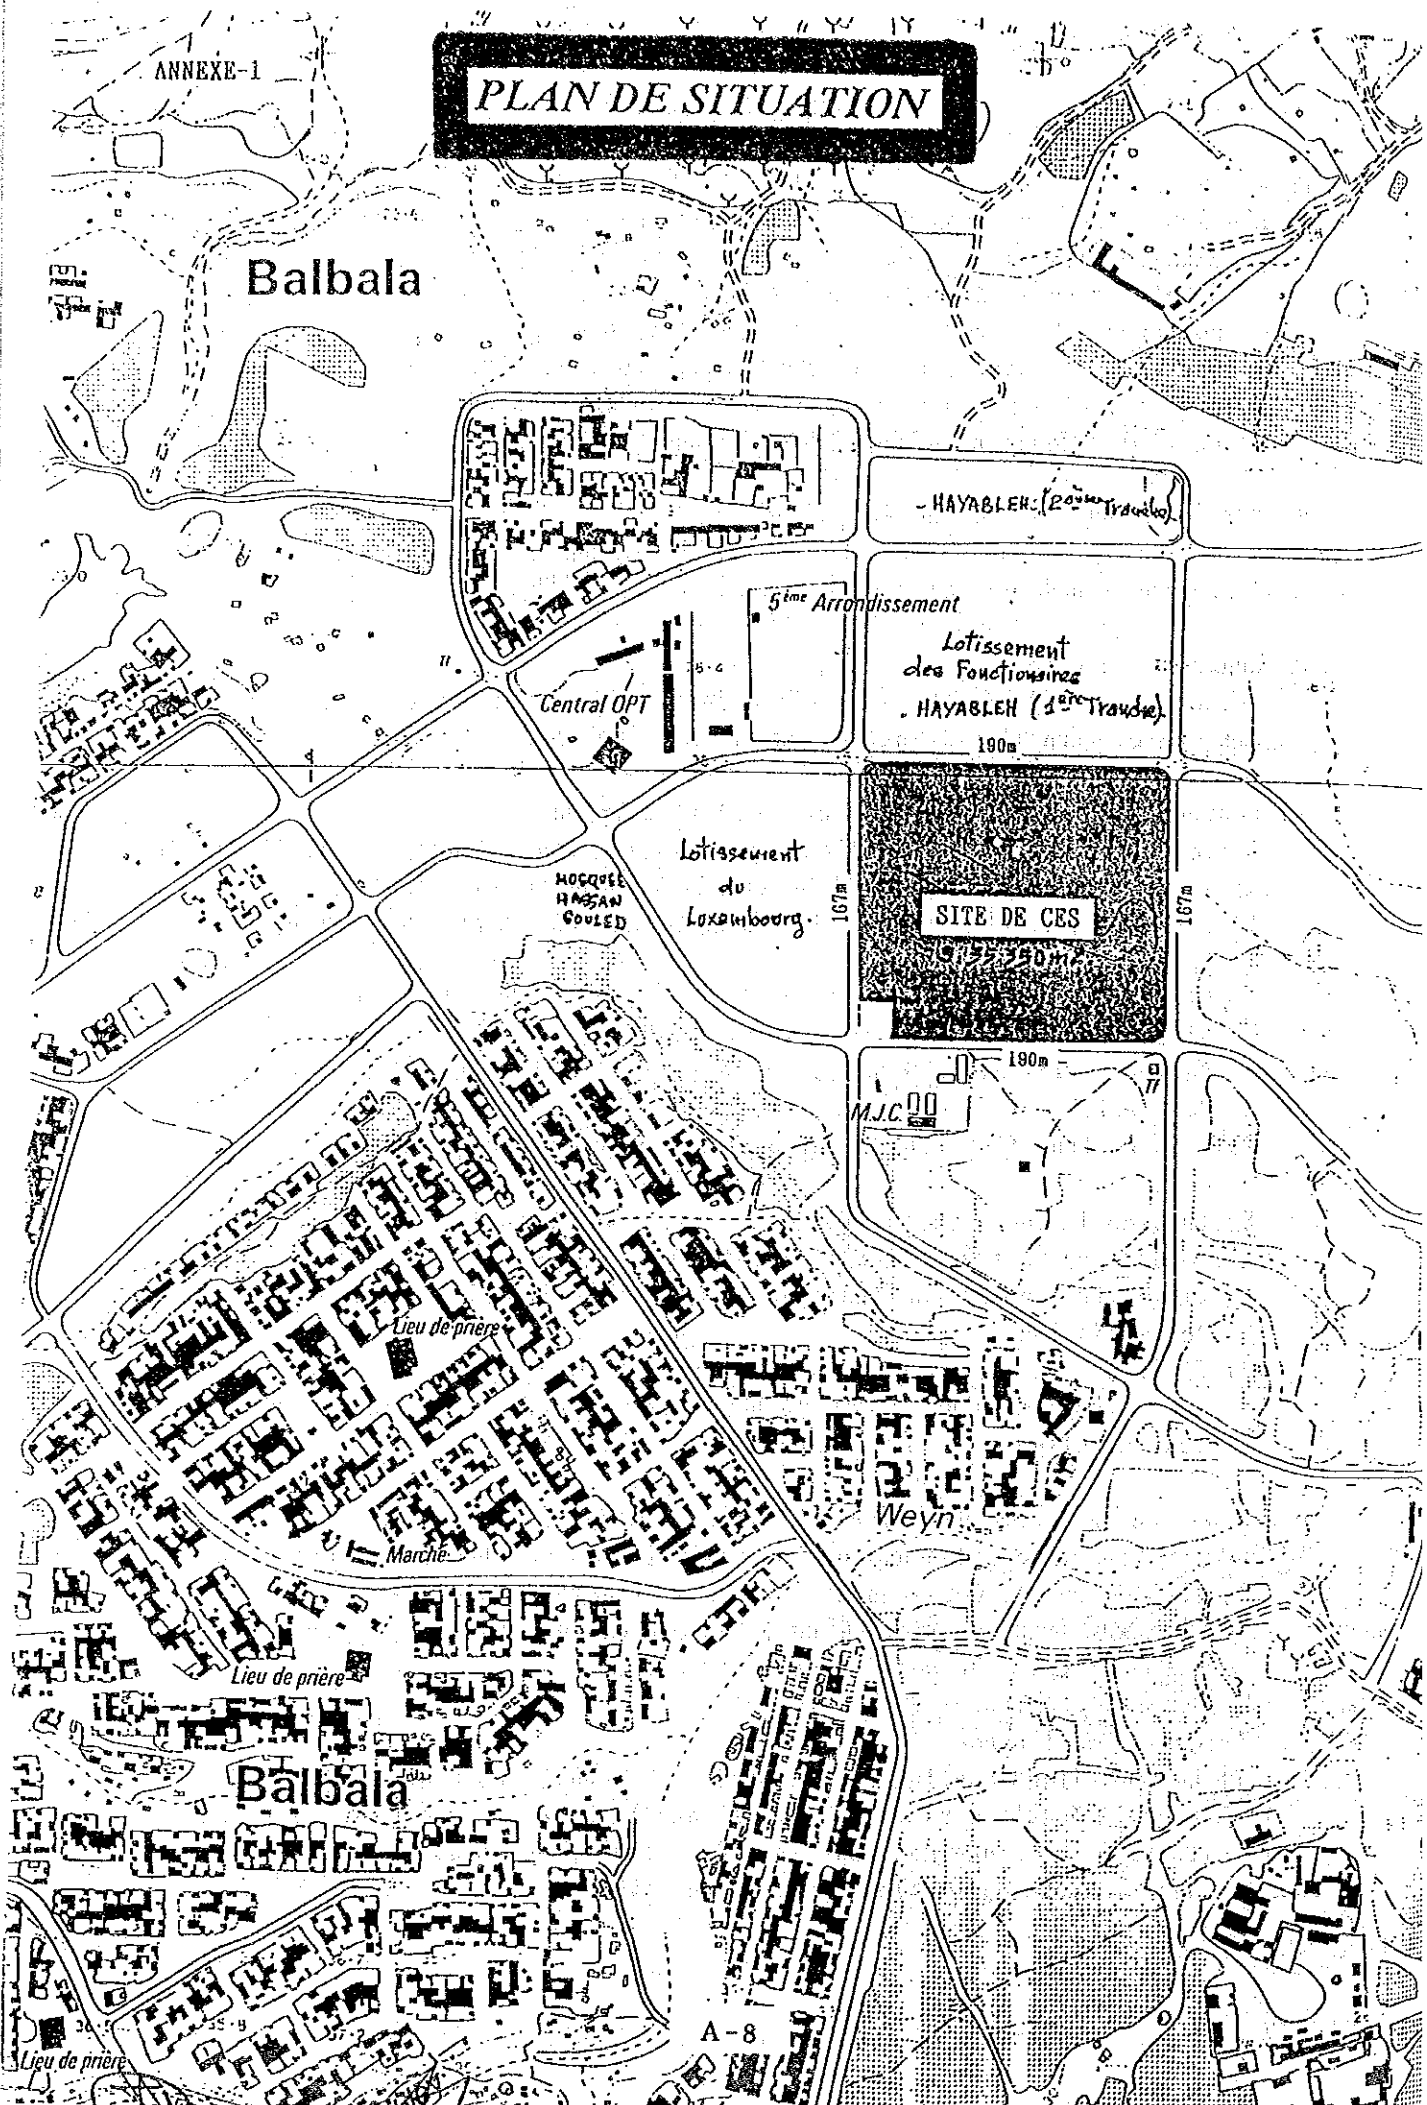 ANNEXE-1
PLAN DE SITUATION
Balbala
- HAYABLEH (2ème Tranche)
5ème Arrondissement
Lotissement
des Fonctionnaires
. HAYABLEH (1ère Tranche)
Central OPT
190m
Lotissement
du
Luxembourg.
MOSQUEE
HASSAN
GOULED
167m
SITE DE CES
167m
190m
M.J.C.
Lieu de prière
Weyn
Marché
Lieu de prière
Balbala
A-8
Lieu de prière